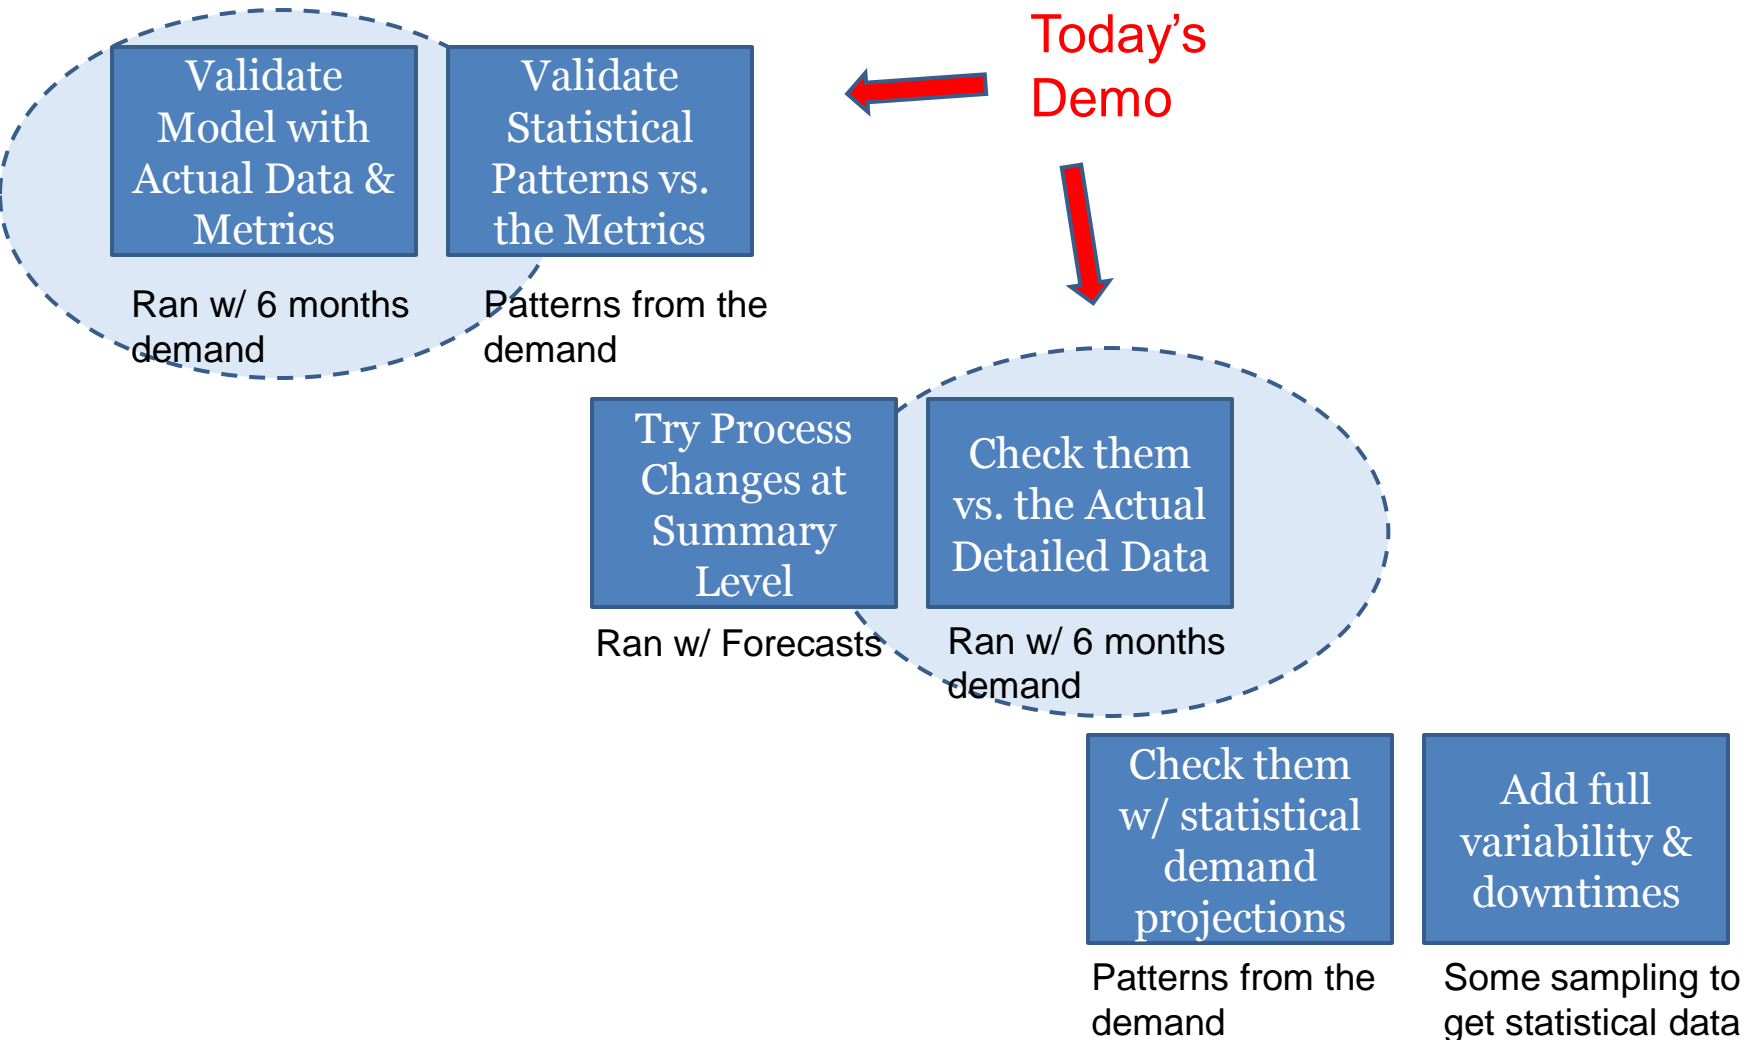 Today’s
Demo
Validate
Model with
Actual Data &
Metrics
Validate
Statistical
Patterns vs.
the Metrics
Ran w/ 6 months
demand
Patterns from the
demand
Try Process
Changes at
Summary
Level
Check them
vs. the Actual
Detailed Data
Ran w/ Forecasts
Ran w/ 6 months
demand
Check them
w/ statistical
demand
projections
Add full
variability &
downtimes
Patterns from the
demand
Some sampling to
get statistical data